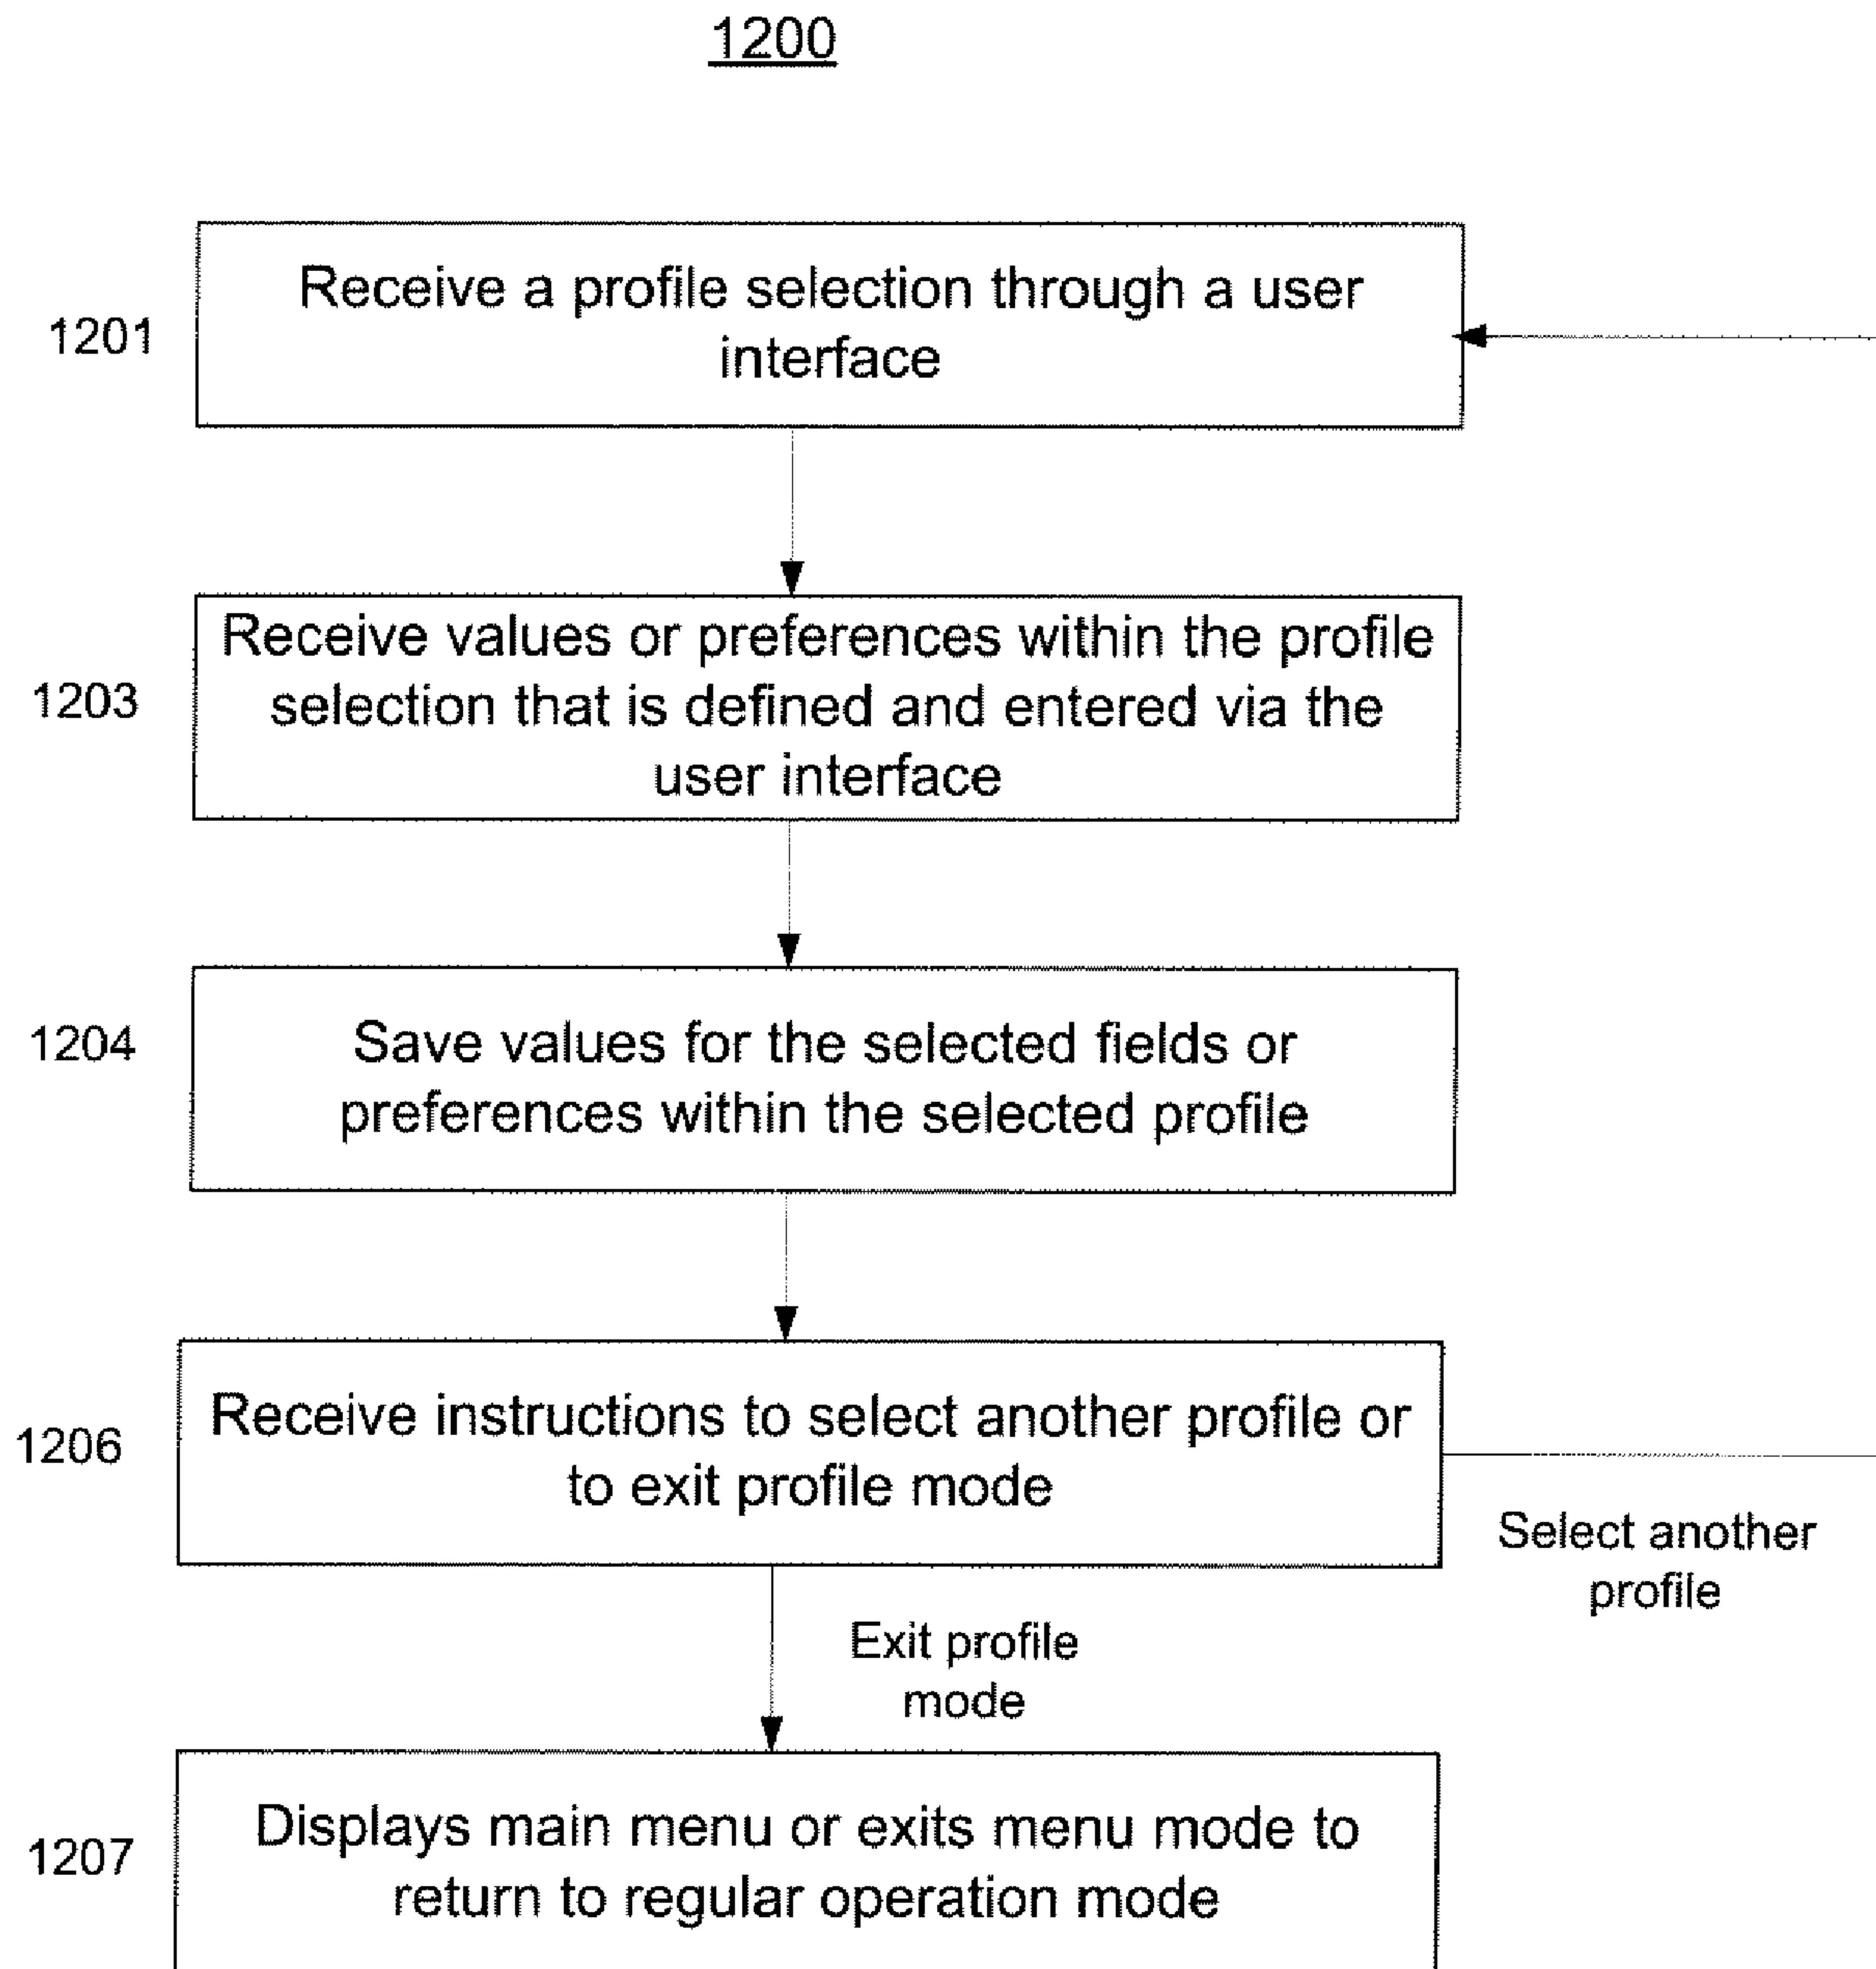 1200
1201
Receive a profile selection through a user
interface
1203
Receive values or preferences within the profile
selection that is defined and entered via the
user interface
1204
Save values for the selected fields or
preferences within the selected profile
1206
Receive instructions to select another profile or
to exit profile mode
Select another
profile
Exit profile
mode
1207
Displays main menu or exits menu mode to
return to regular operation mode